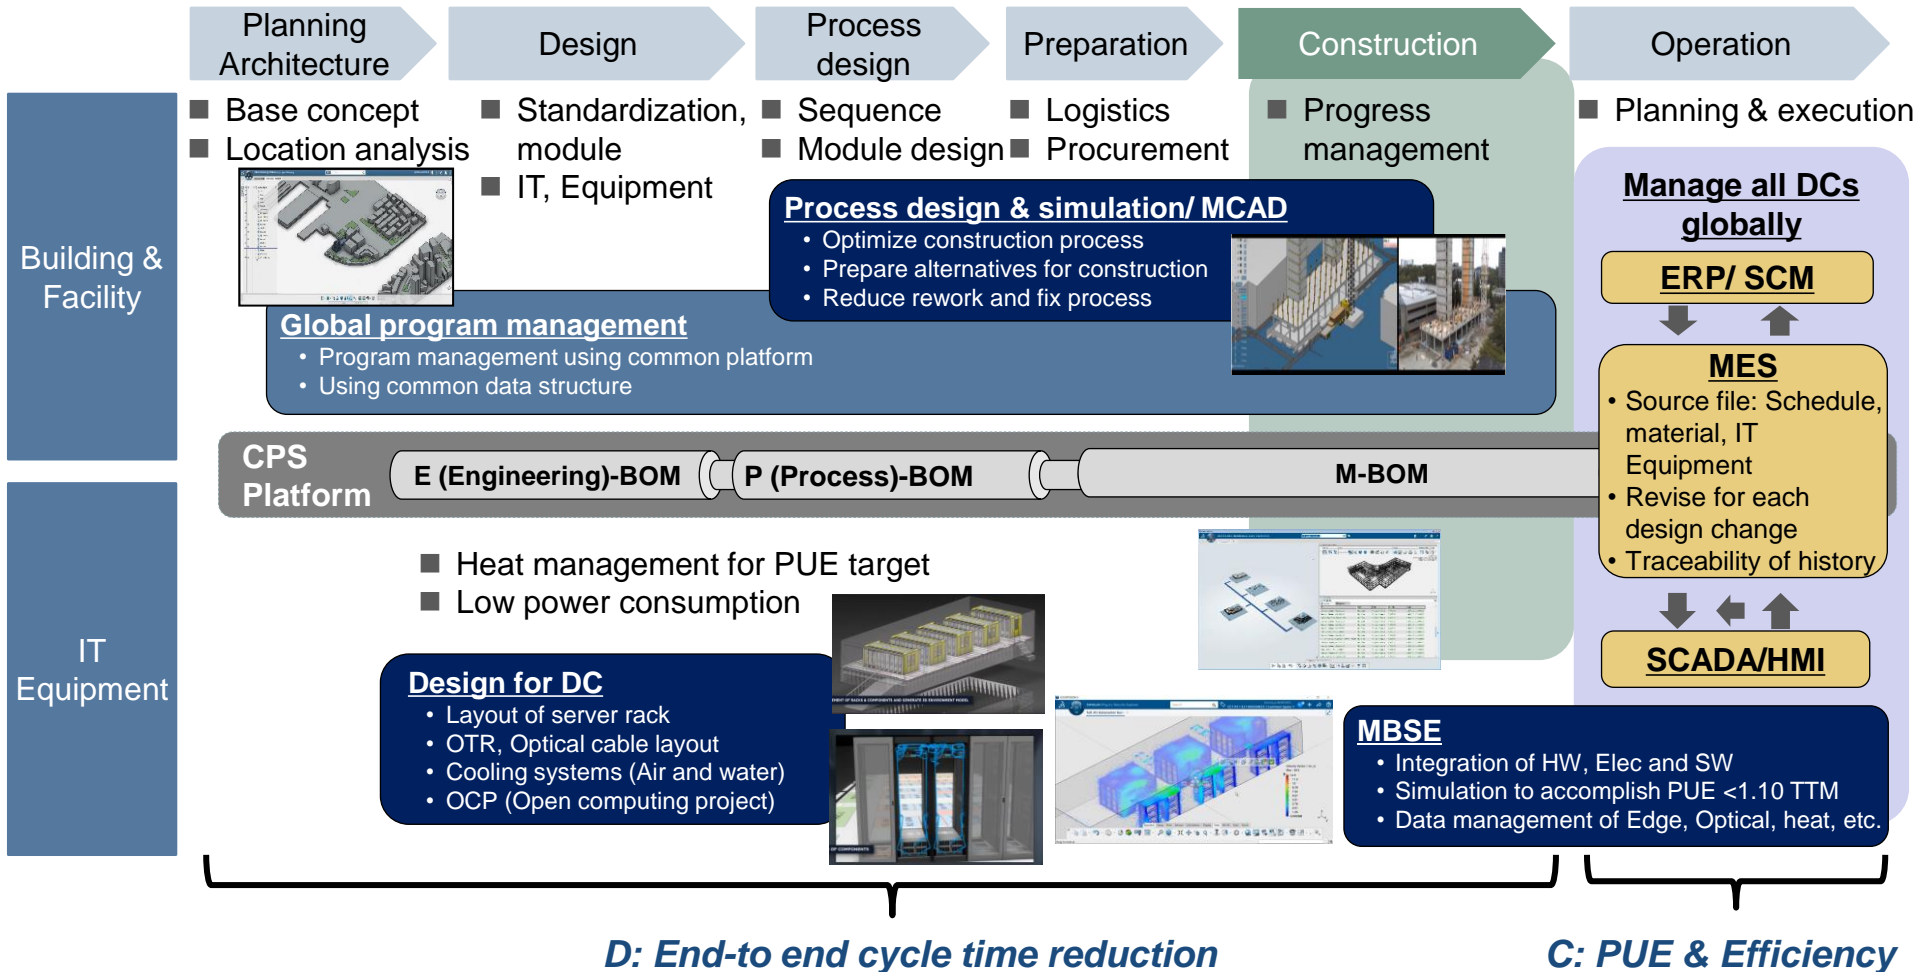 Planning
Architecture
Design
Process
design
Preparation
Construction
Operation
Building &
Facility
IT
Equipment
■ Base concept
■ Location analysis
■ Standardization,
module
■ IT, Equipment
■ Sequence
■ Module design
■ Logistics
■ Procurement
■ Progress
management
■ Planning & execution
Process design & simulation/ MCAD
• Optimize construction process
• Prepare alternatives for construction
• Reduce rework and fix process
Global program management
• Program management using common platform
• Using common data structure
Manage all DCs
globally
ERP/ SCM
MES
• Source file: Schedule,
material, IT
Equipment
• Revise for each
design change
• Traceability of history
SCADA/HMI
CPS
Platform
E (Engineering)-BOM
P (Process)-BOM
M-BOM
■ Heat management for PUE target
■ Low power consumption
Design for DC
• Layout of server rack
• OTR, Optical cable layout
• Cooling systems (Air and water)
• OCP (Open computing project)
OF COMPONENTS
MBSE
• Integration of HW, Elec and SW
• Simulation to accomplish PUE <1.10 TTM
• Data management of Edge, Optical, heat, etc.
D: End-to end cycle time reduction
C: PUE & Efficiency